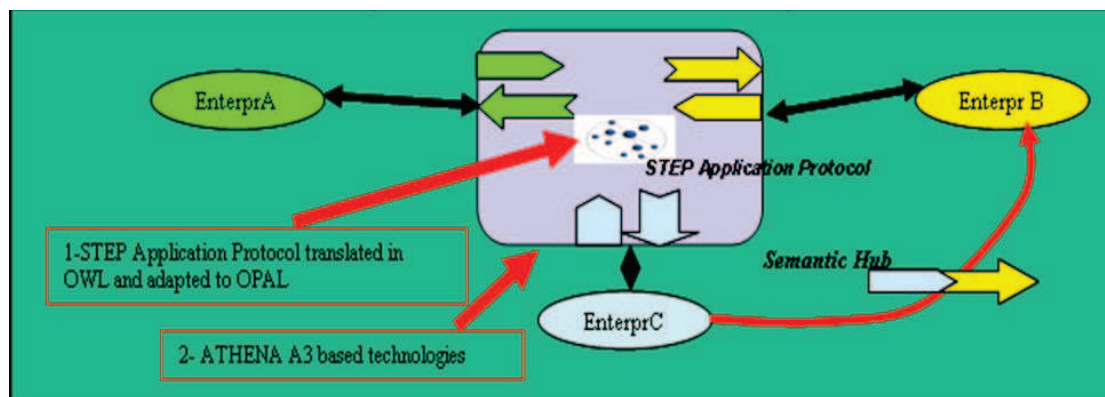 EnterprA
Enterpr B
STEP Application Protocol
1-STEP Application Protocol translated in
OWL and adapted to OPAL
Semantic Hub
EnterprC
2- ATHENA A3 based technologies